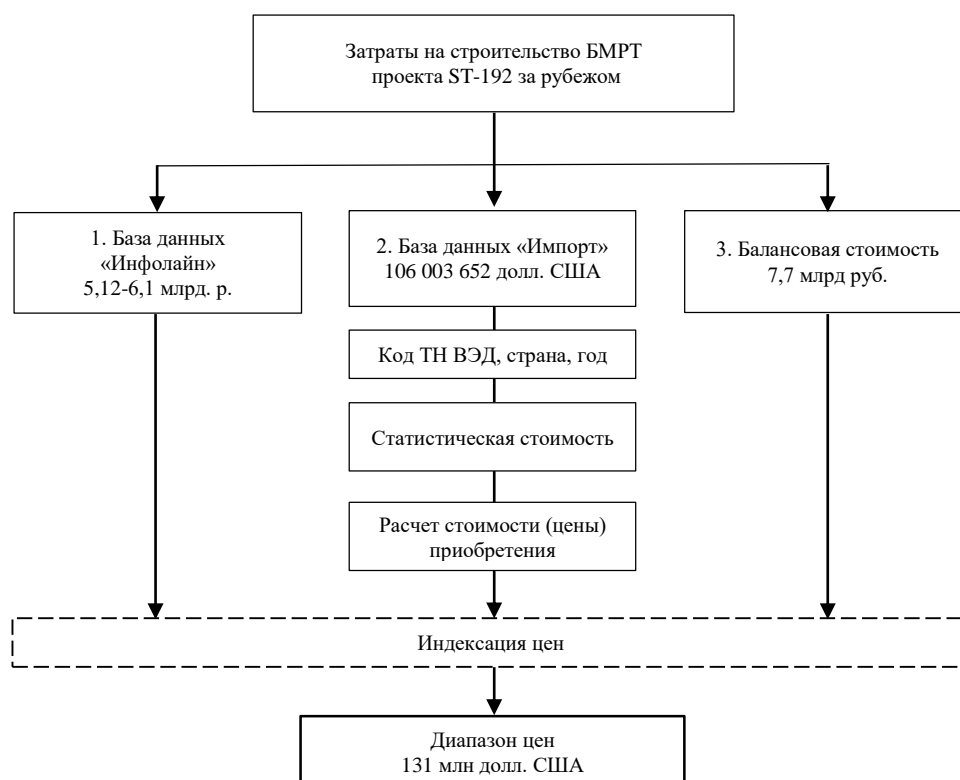 Затраты на строительство БМРТ
проекта ST-192 за рубежом
1. База данных
«Инфолайн»
5,12-6,1 млрд. р.
2. База данных «Импорт»
106 003 652 долл. США
3. Балансовая стоимость
7,7 млрд руб.
Код ТН ВЭД, страна, год
Статистическая стоимость
Расчет стоимости (цены)
приобретения
Индексация цен
Диапазон цен
131 млн долл. США